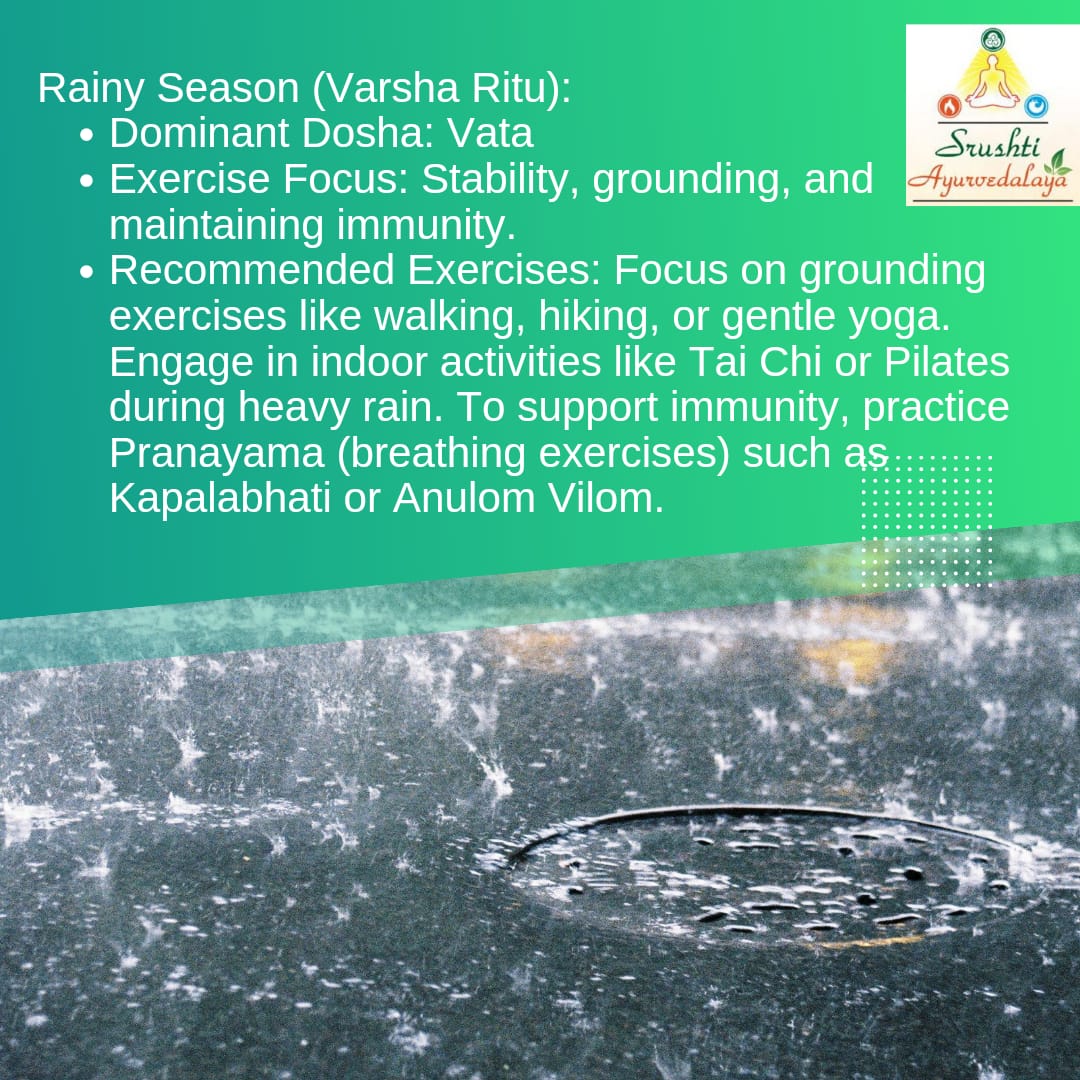 Rainy Season (Varsha Ritu):
• Dominant Dosha: Vata
• Exercise Focus: Stability, grounding, and
maintaining immunity.
• Recommended Exercises: Focus on grounding
exercises like walking, hiking, or gentle yoga.
Engage in indoor activities like Tai Chi or Pilates
during heavy rain. To support immunity, practice
Pranayama (breathing exercises) such as
Kapalabhati or Anulom Vilom.
Srushti
Ayurvedalaya